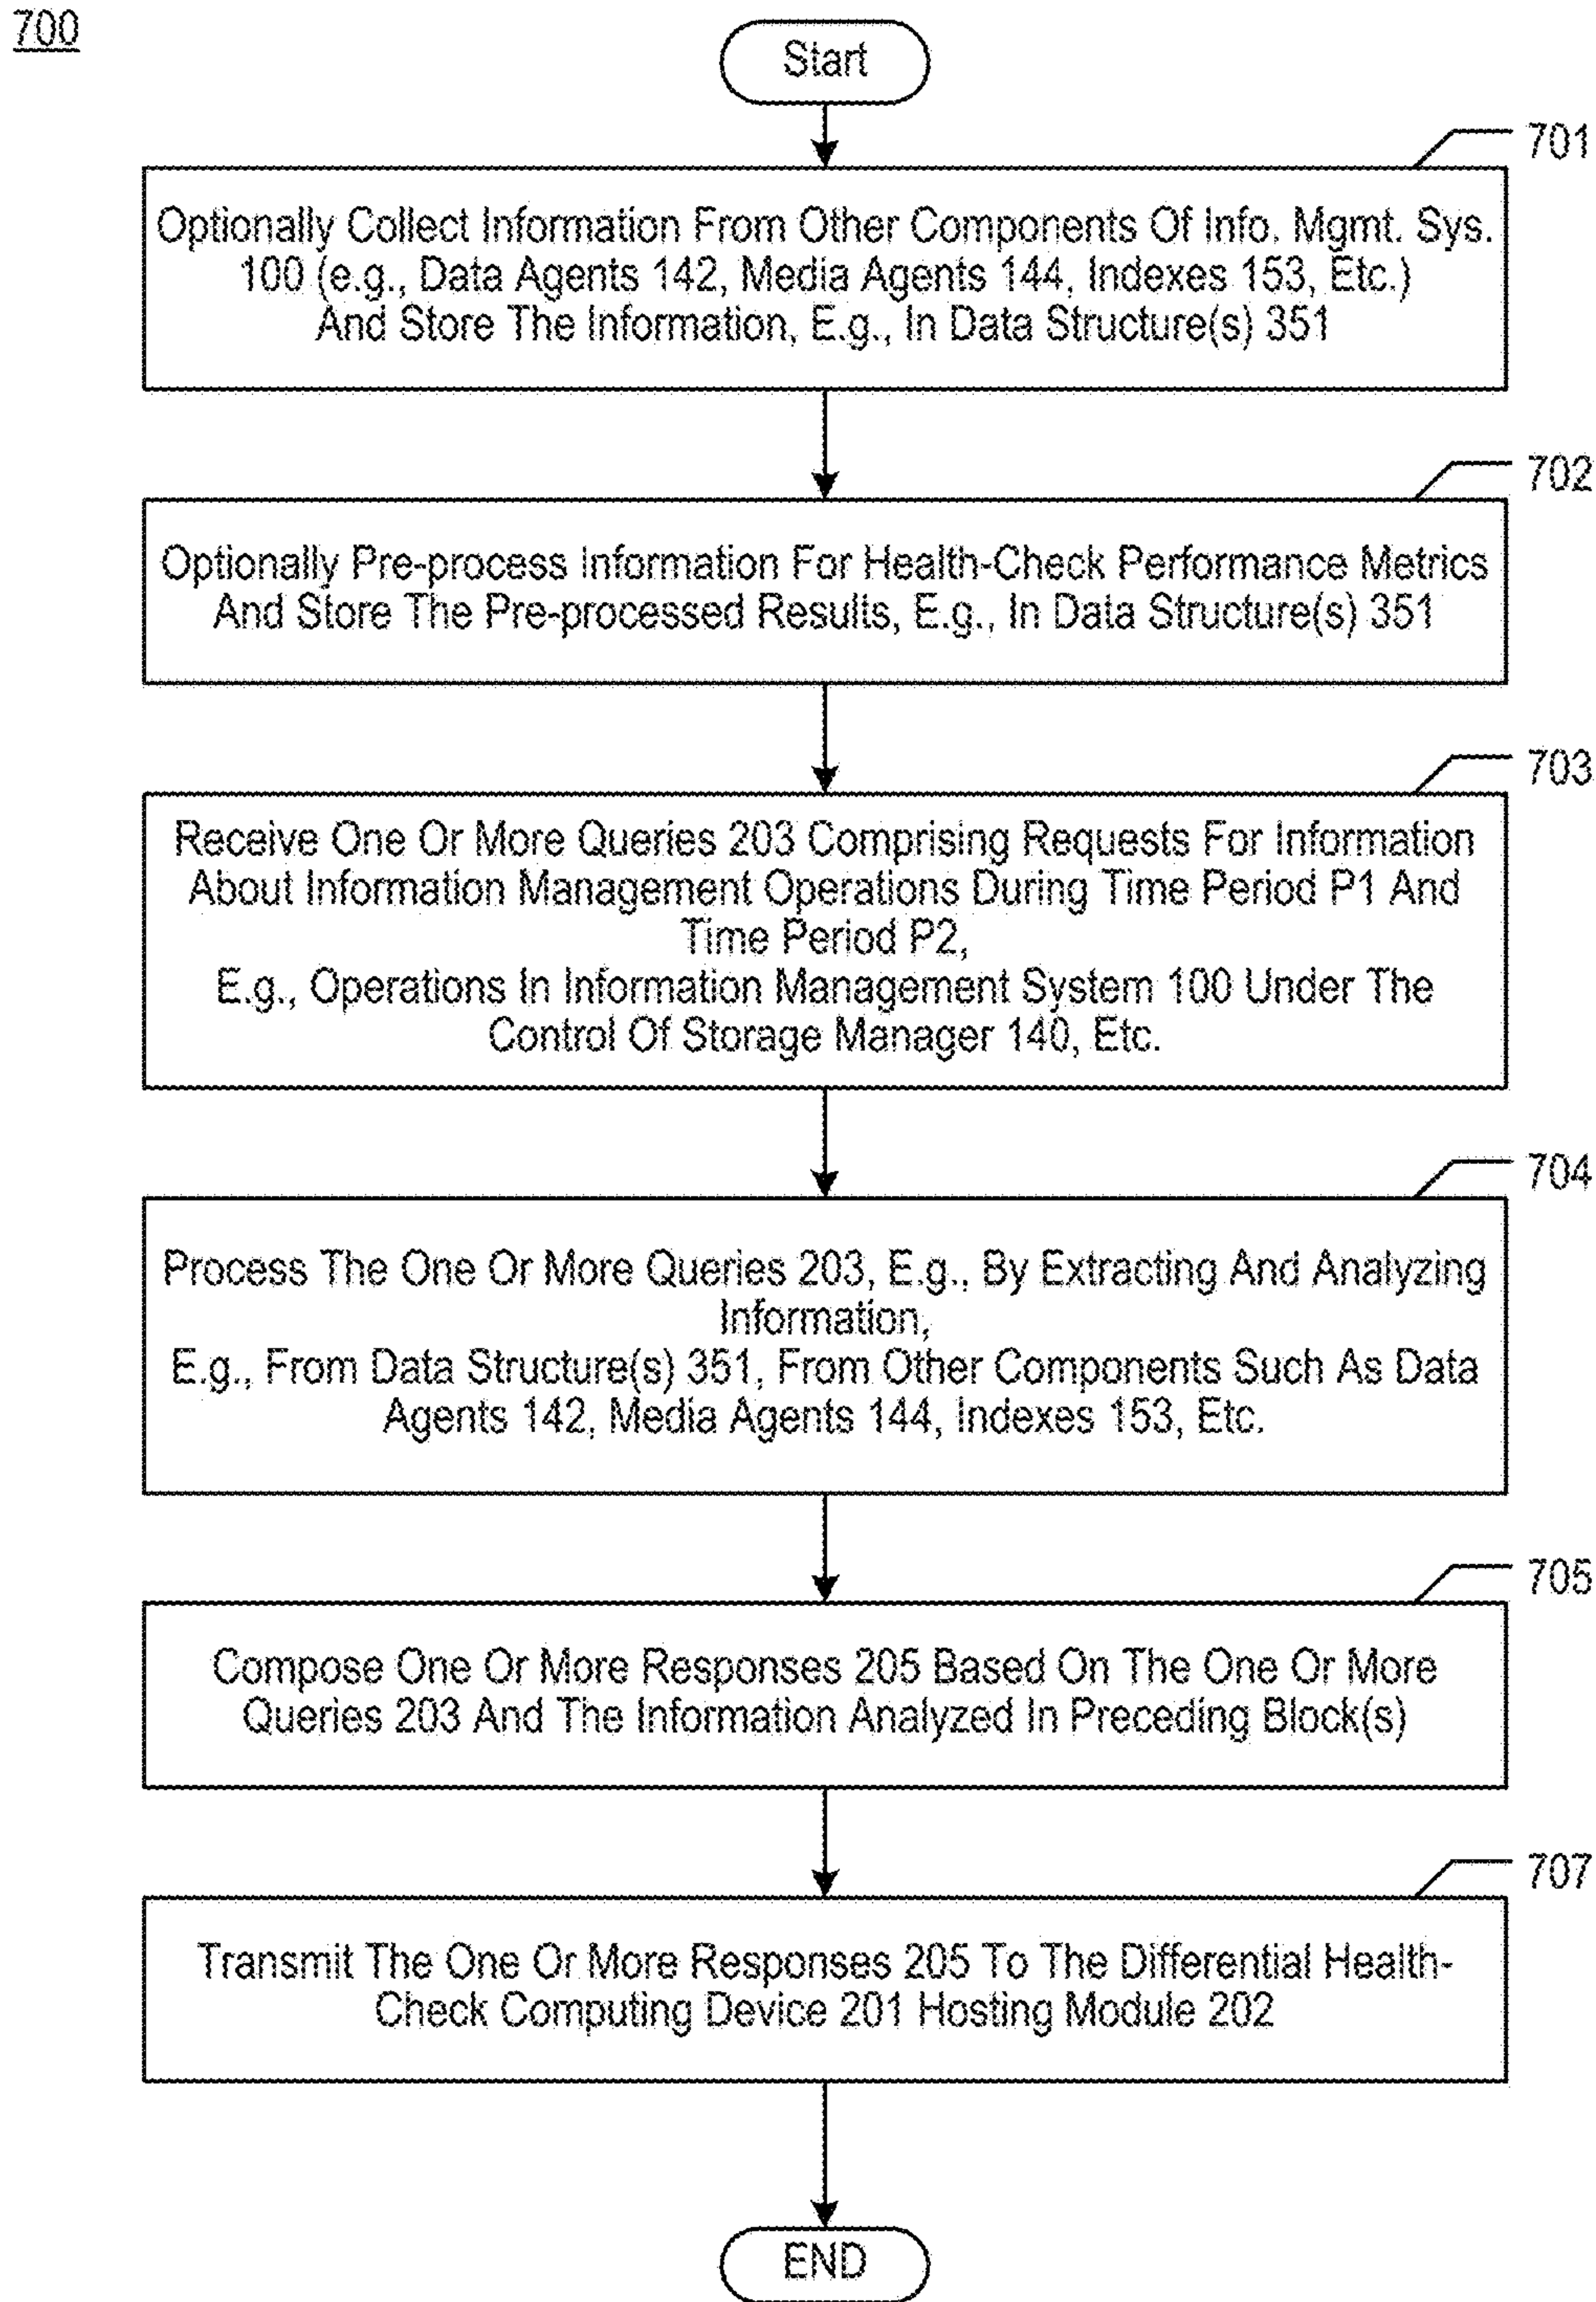 700
Start
701
Optionally Collect Information From Other Components Of Info. Mgmt. Sys.
100 (e.g., Data Agents 142, Media Agents 144, Indexes 153, Etc.)
And Store The Information, E.g., In Data Structure(s) 351
702
Optionally Pre-process Information For Health-Check Performance Metrics
And Store The Pre-processed Results, E.g., In Data Structure(s) 351
703
Receive One Or More Queries 203 Comprising Requests For Information
About Information Management Operations During Time Period P1 And
Time Period P2,
E.g., Operations In Information Management System 100 Under The
Control Of Storage Manager 140, Etc.
704
Process The One Or More Queries 203, E.g., By Extracting And Analyzing
Information,
E.g., From Data Structure(s) 351, From Other Components Such As Data
Agents 142, Media Agents 144, Indexes 153, Etc.
705
Compose One Or More Responses 205 Based On The One Or More
Queries 203 And The Information Analyzed In Preceding Block(s)
707
Transmit The One Or More Responses 205 To The Differential Health-
Check Computing Device 201 Hosting Module 202
END